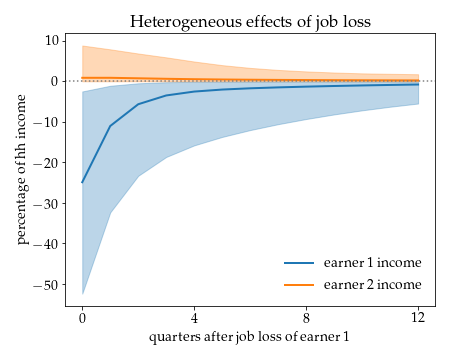 Heterogeneous effects of job loss
percentage of hh income
10
0
−10
−20
−30
−40
−50
earner 1 income
earner 2 income
0
4
8
12
quarters after job loss of earner 1